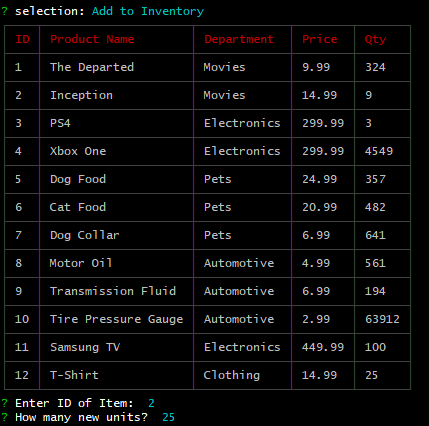 ? selection: Add to Inventory
ID Product Name Department Price Qty
1 The Departed Movies 9.99 324
2 Inception Movies 14.99 9
3 PS4 Electronics 299.99 3
4 Xbox One Electronics 299.99 4549
5 Dog Food Pets 24.99 357
6 Cat Food Pets 20.99 482
7 Dog Collar Pets 6.99 641
8 Motor Oil Automotive 4.99 561
9 Transmission Fluid Automotive 6.99 194
10 Tire Pressure Gauge Automotive 2.99 63912
11 Samsung TV Electronics 449.99 100
12 T-Shirt Clothing 14.99 25
? Enter ID of Item: 2
? How many new units? 25